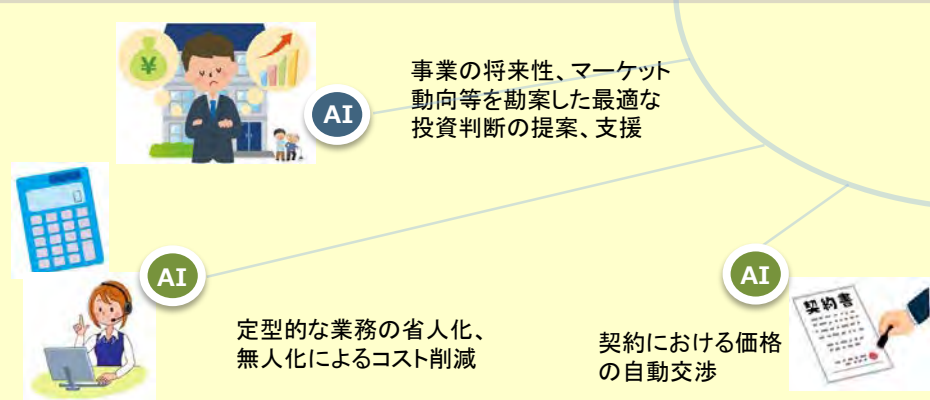 ¥
AI
事業の将来性、マーケット
動向等を勘案した最適な
投資判断の提案、支援
0
AI
定型的な業務の省人化、
無人化によるコスト削減
AI
契約における価格
の自動交渉
契約書